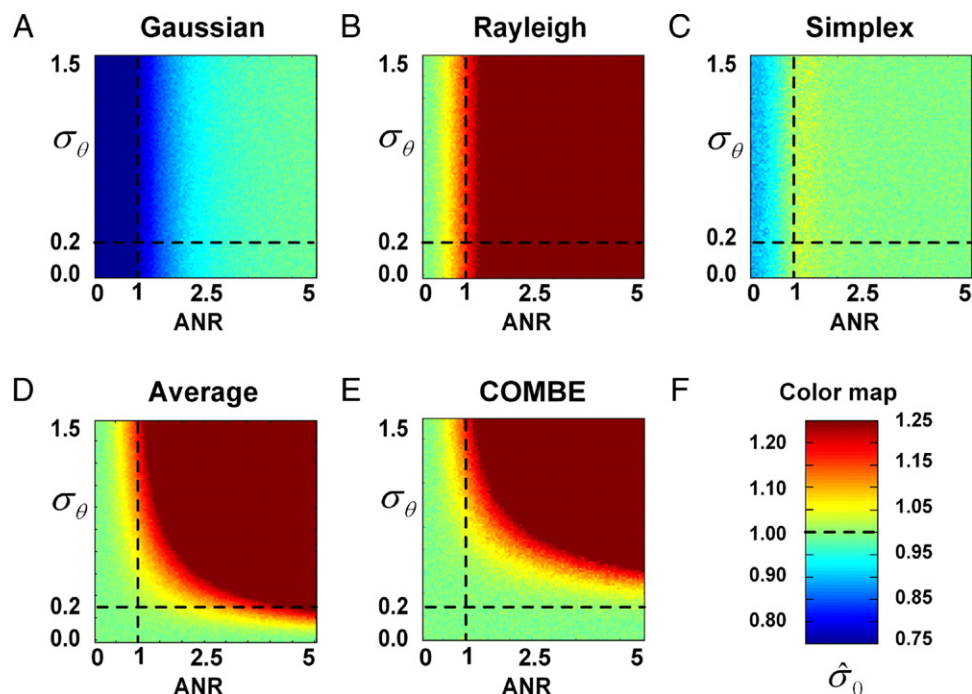 A Gaussian
1.5
σθ
0.2
0.0
0 1 2.5 5
ANR
B Rayleigh
1.5
σθ
0.2
0.0
0 1 2.5 5
ANR
C Simplex
1.5
σθ
0.2
0.0
0 1 2.5 5
ANR
D Average
1.5
σθ
0.2
0.0
0 1 2.5 5
ANR
E COMBE
1.5
σθ
0.2
0.0
0 1 2.5 5
ANR
F Color map
1.25
1.20
1.15
1.10
1.05
1.00
0.95
0.90
0.85
0.80
0.75
σ̂0